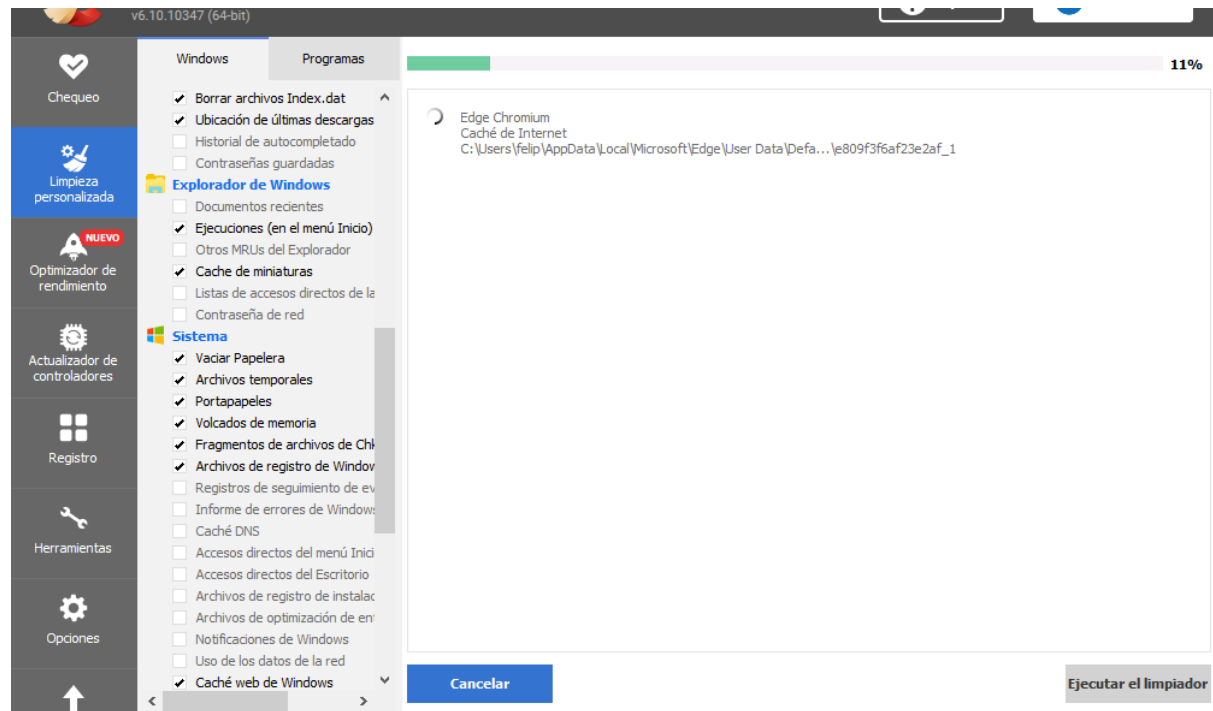 v6.10.10347 (64-bit)
Chequeo
Limpieza
personalizada
NUEVO
Optimizador de
rendimiento
Actualizador de
controladores
Registro
Herramientas
Opciones
Windows
Programas
Borrar archivos Index.dat
Ubicación de últimas descargas
Historial de autocompletado
Contraseñas guardadas
Explorador de Windows
Documentos recientes
Ejecuciones (en el menú Inicio)
Otros MRUs del Explorador
Cache de miniaturas
Listas de accesos directos de la
Contraseña de red
Sistema
Vaciar Papelera
Archivos temporales
Portapapeles
Volcados de memoria
Fragmentos de archivos de Chk
Archivos de registro de Window
Registros de seguimiento de ev
Informe de errores de Windows
Caché DNS
Accesos directos del menú Inici
Accesos directos del Escritorio
Archivos de registro de instalac
Archivos de optimización de en
Notificaciones de Windows
Uso de los datos de la red
Caché web de Windows
11%
Edge Chromium
Caché de Internet
C:\Users\felip\AppData\Local\Microsoft\Edge\User Data\Defa...\e809f3f6af23e2af_1
Cancelar
Ejecutar el limpiador